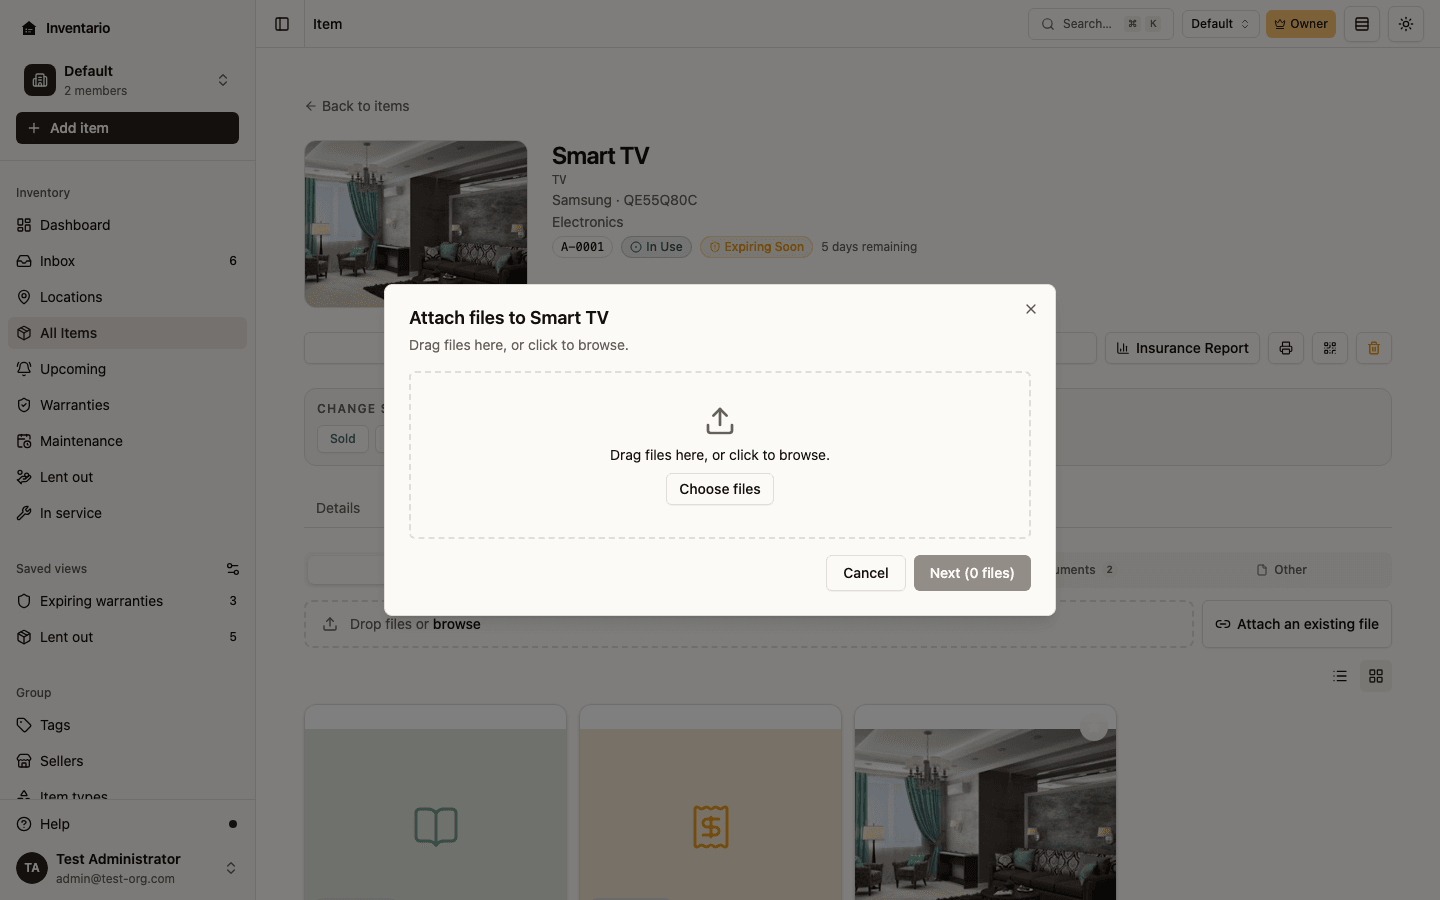 Inventario
Default
2 members
Add item
Inventory
Dashboard
Inbox 6
Locations
All Items
Upcoming
Warranties
Maintenance
Lent out
In service
Saved views
Expiring warranties 3
Lent out 5
Group
Tags
Sellers
Item types
Help
TA
Test Administrator
admin@test-org.com
Item
Search... ⌘ K
Default
Owner
Back to items
Smart TV
TV
Samsung · QE55Q80C
Electronics
A-0001 In Use Expiring Soon 5 days remaining
Insurance Report
CHANGE
Sold
Details
Other
2
Drop files or browse
Attach an existing file
Attach files to Smart TV
Drag files here, or click to browse.
Drag files here, or click to browse.
Choose files
Cancel
Next (0 files)